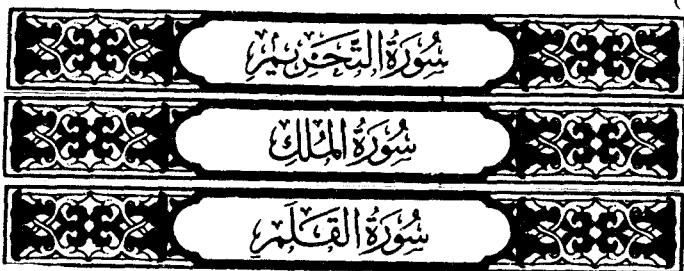 سُورَةُ التَّحْرِيمِ
سُورَةُ المُلْكِ
سُورَةُ القَلَمِ